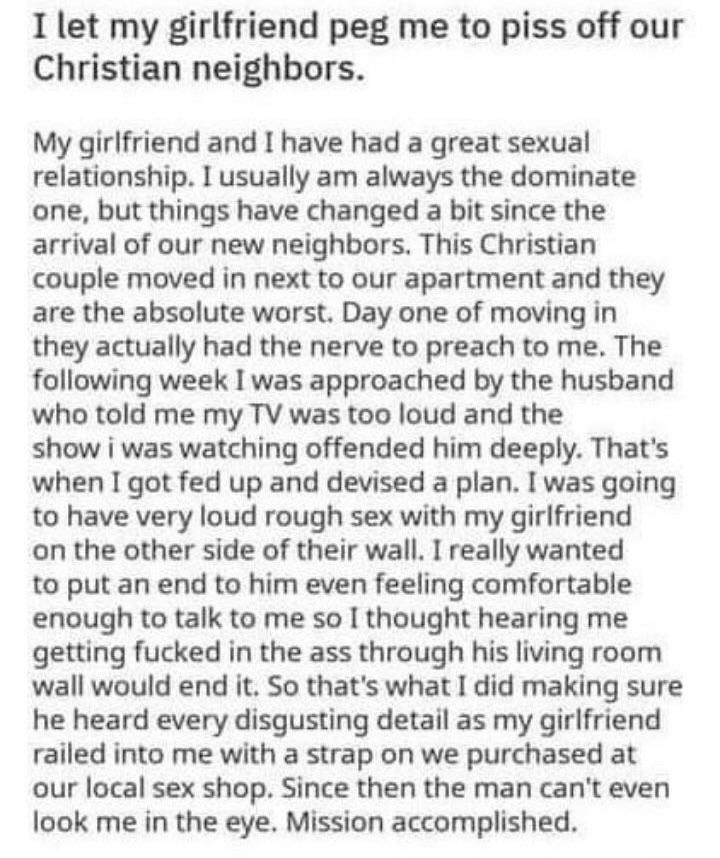 I let my girlfriend peg me to piss off our
Christian neighbors.
My girlfriend and I have had a great sexual
relationship. I usually am always the dominate
one, but things have changed a bit since the
arrival of our new neighbors. This Christian
couple moved in next to our apartment and they
are the absolute worst. Day one of moving in
they actually had the nerve to preach to me. The
following week I was approached by the husband
who told me my TV was too loud and the
show i was watching offended him deeply. That's
when I got fed up and devised a plan. I was going
to have very loud rough sex with my girlfriend
on the other side of their wall. I really wanted
to put an end to him even feeling comfortable
enough to talk to me so I thought hearing me
getting fucked in the ass through his living room
wall would end it. So that's what I did making sure
he heard every disgusting detail as my girlfriend
railed into me with a strap on we purchased at
our local sex shop. Since then the man can't even
look me in the eye. Mission accomplished.